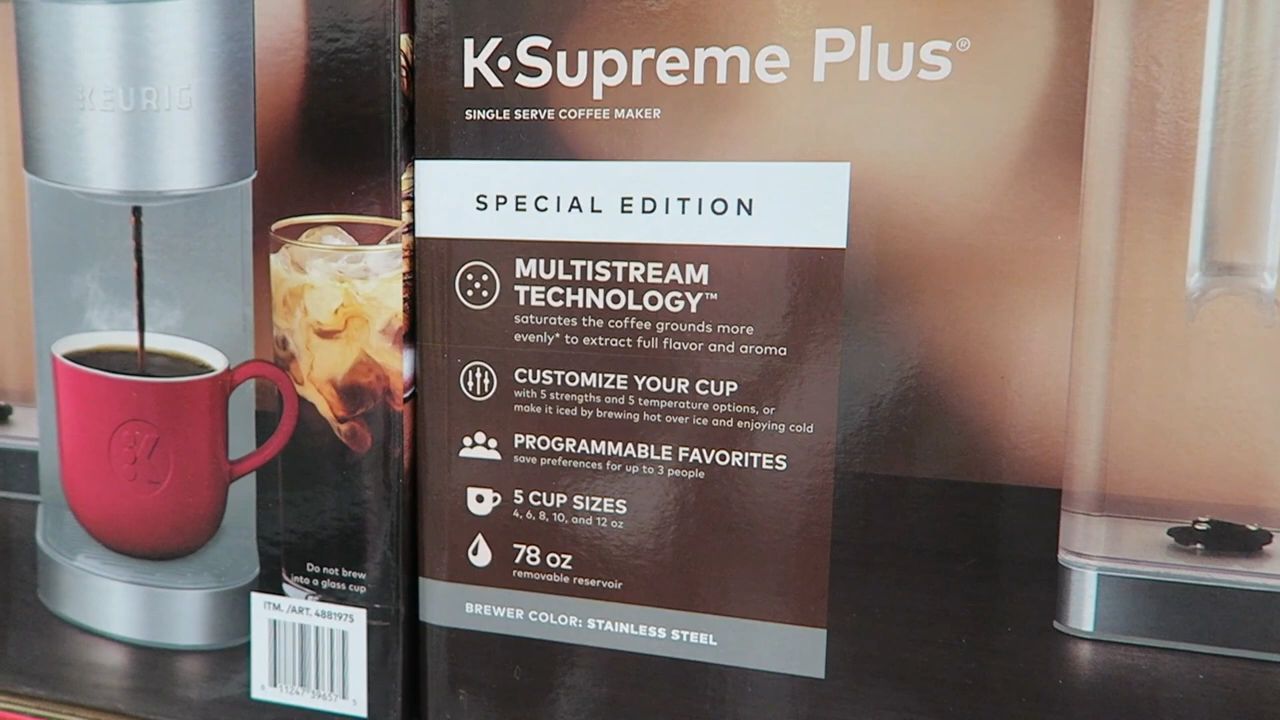 KEURIG
K
Do not brew
into a glass cup
ITM. /ART. 4881975
K•Supreme Plus®
SINGLE SERVE COFFEE MAKER
SPECIAL EDITION
MULTISTREAM
TECHNOLOGY™
saturates the coffee grounds more
evenly* to extract full flavor and aroma
CUSTOMIZE YOUR CUP
with 5 strengths and 5 temperature options, or
make it iced by brewing hot over ice and enjoying cold
PROGRAMMABLE FAVORITES
save preferences for up to 3 people
5 CUP SIZES
4, 6, 8, 10, and 12 oz
78 oz
removable reservoir
BREWER COLOR: STAINLESS STEEL